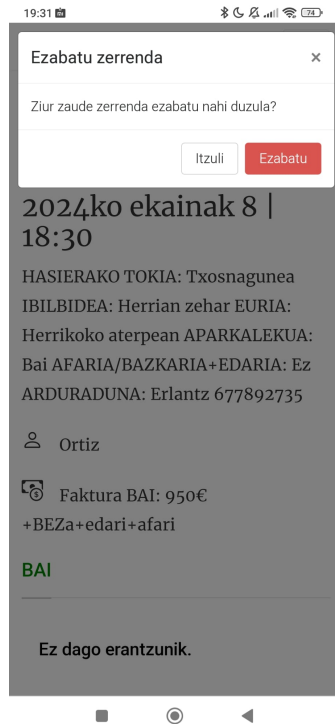 19:31
74
Ezabatu zerrenda ×
Ziur zaude zerrenda ezabatu nahi duzula?
Itzuli Ezabatu
2024ko ekainak 8 |
18:30
HASIERAKO TOKIA: Txosnagunea
IBILBIDEA: Herrian zehar EURIA:
Herrikoko aterpean APARKALEKUA:
Bai AFARIA/BAZKARIA+EDARIA: Ez
ARDURADUNA: Erlantz 677892735
Ortiz
Faktura BAI: 950€
+BEZa+edari+afari
BAI
Ez dago erantzunik.